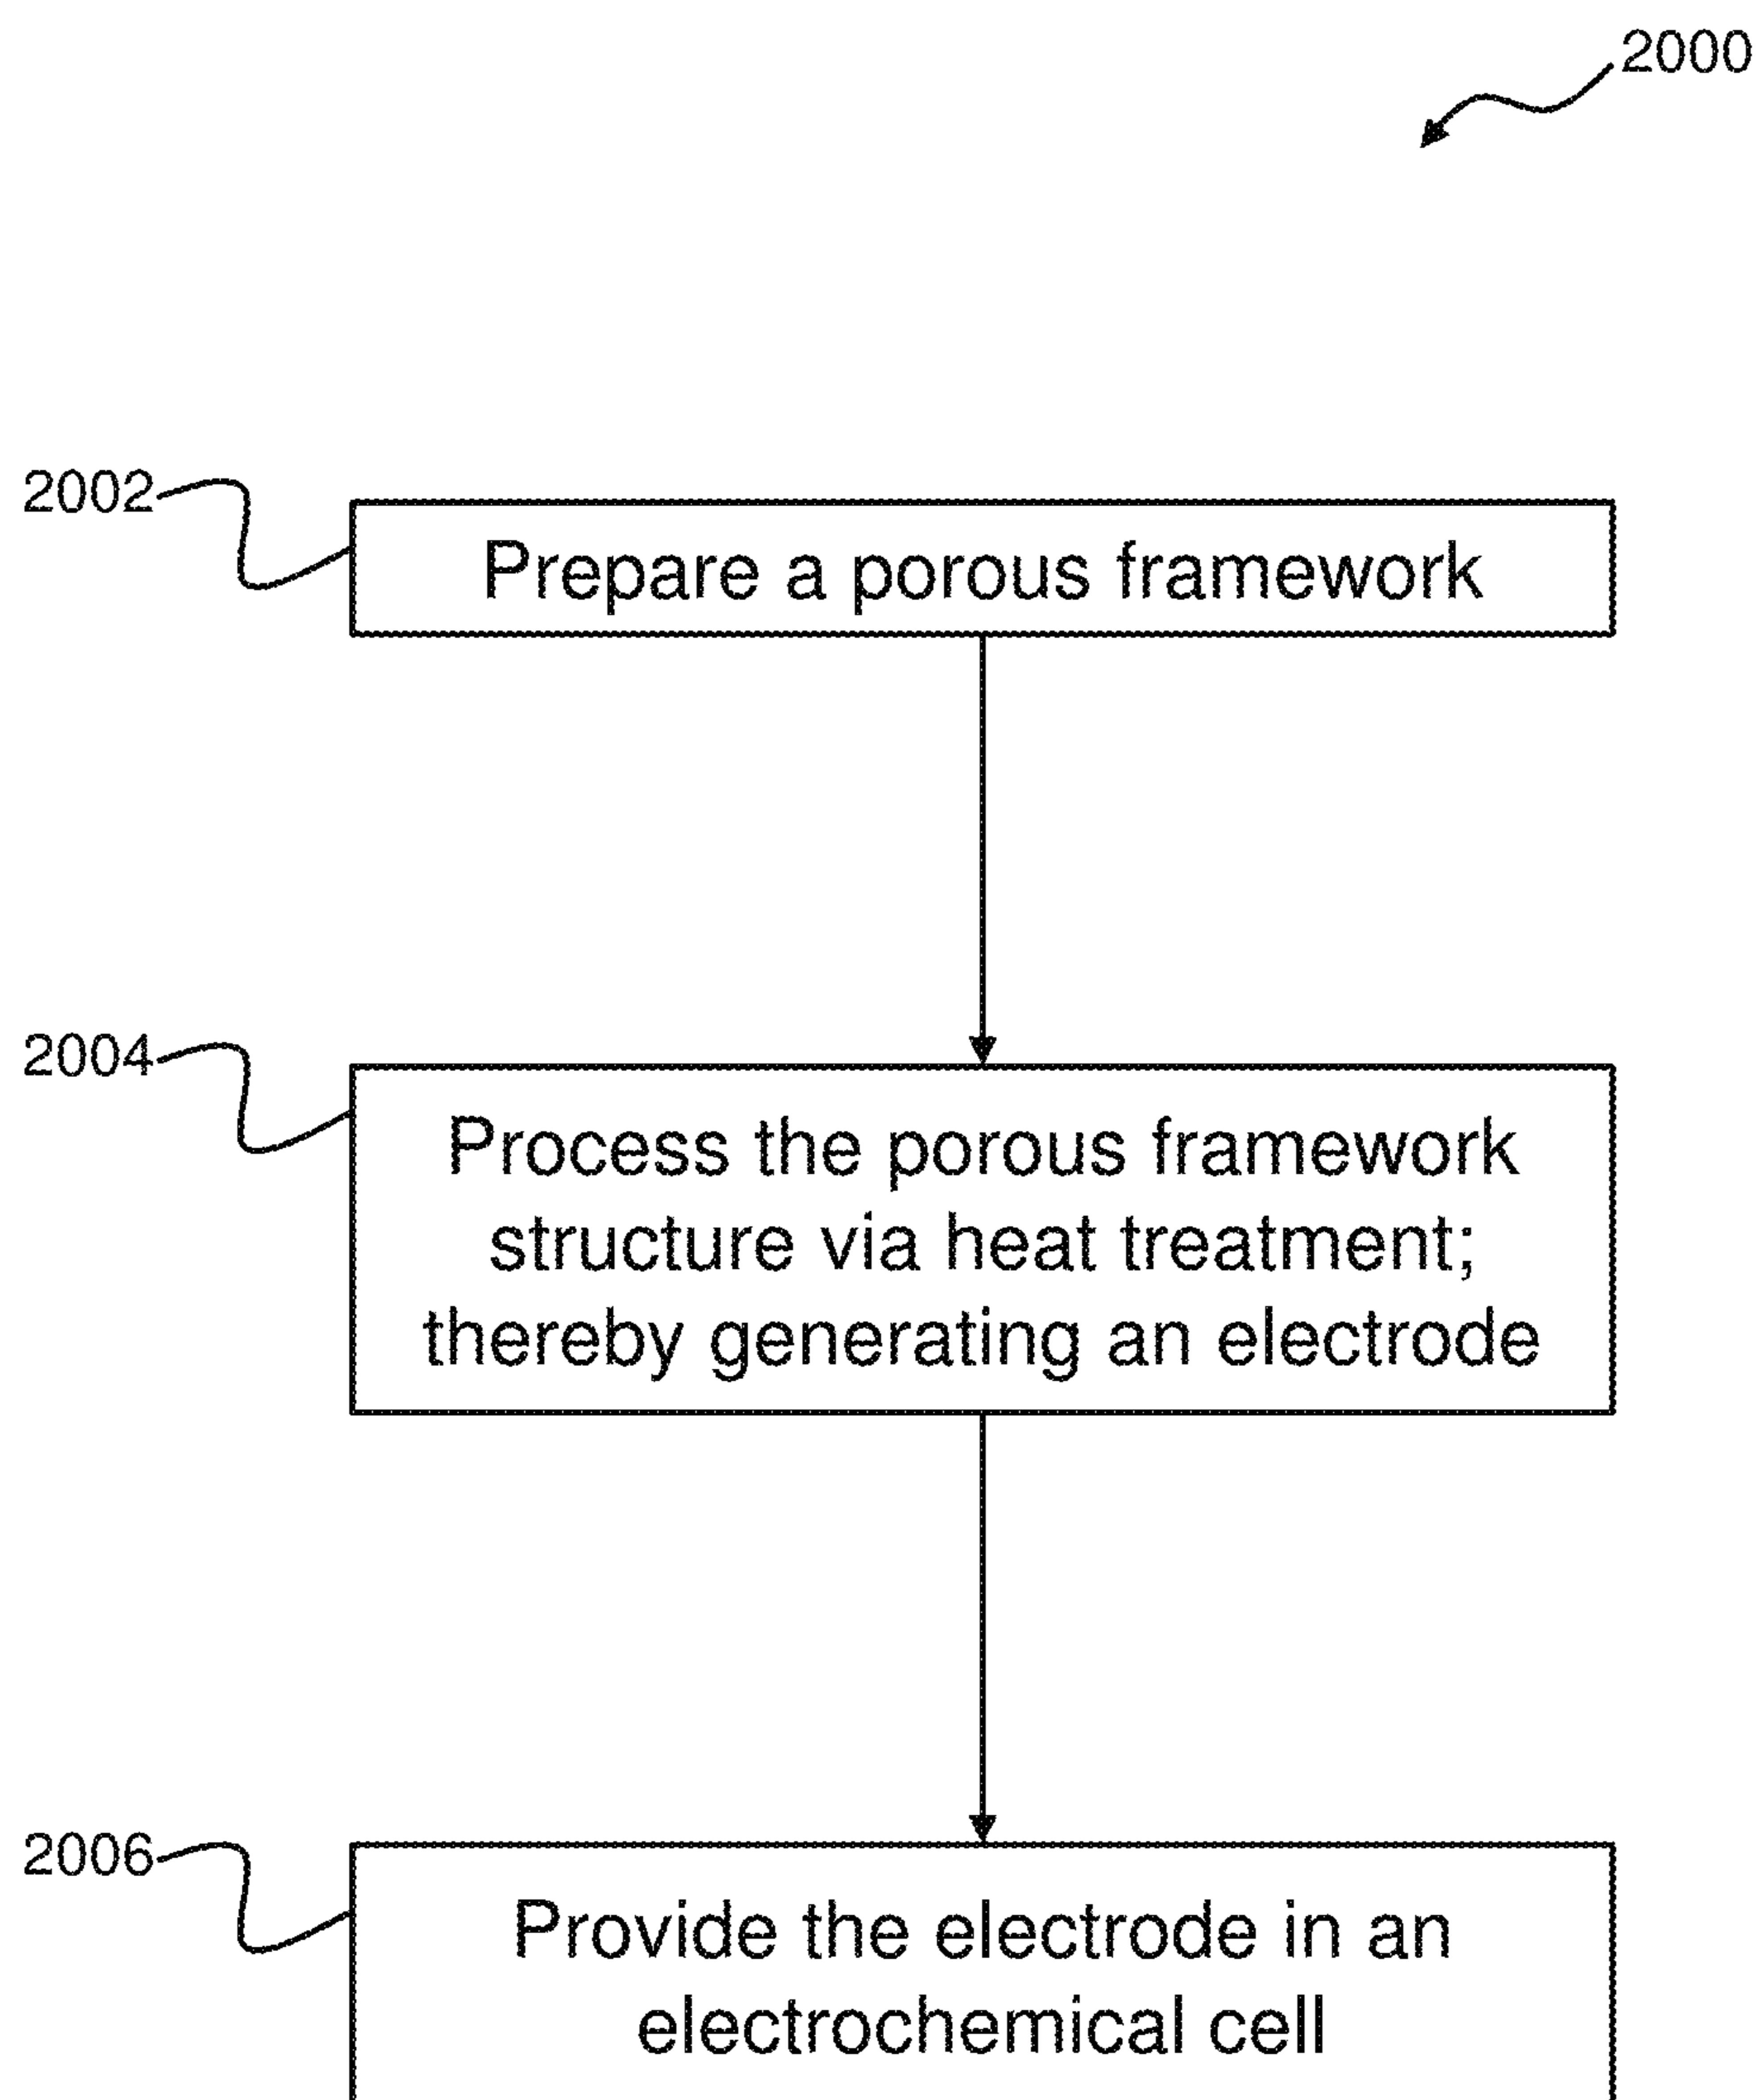 2000
2002
Prepare a porous framework
2004
Process the porous framework
structure via heat treatment;
thereby generating an electrode
2006
Provide the electrode in an
electrochemical cell